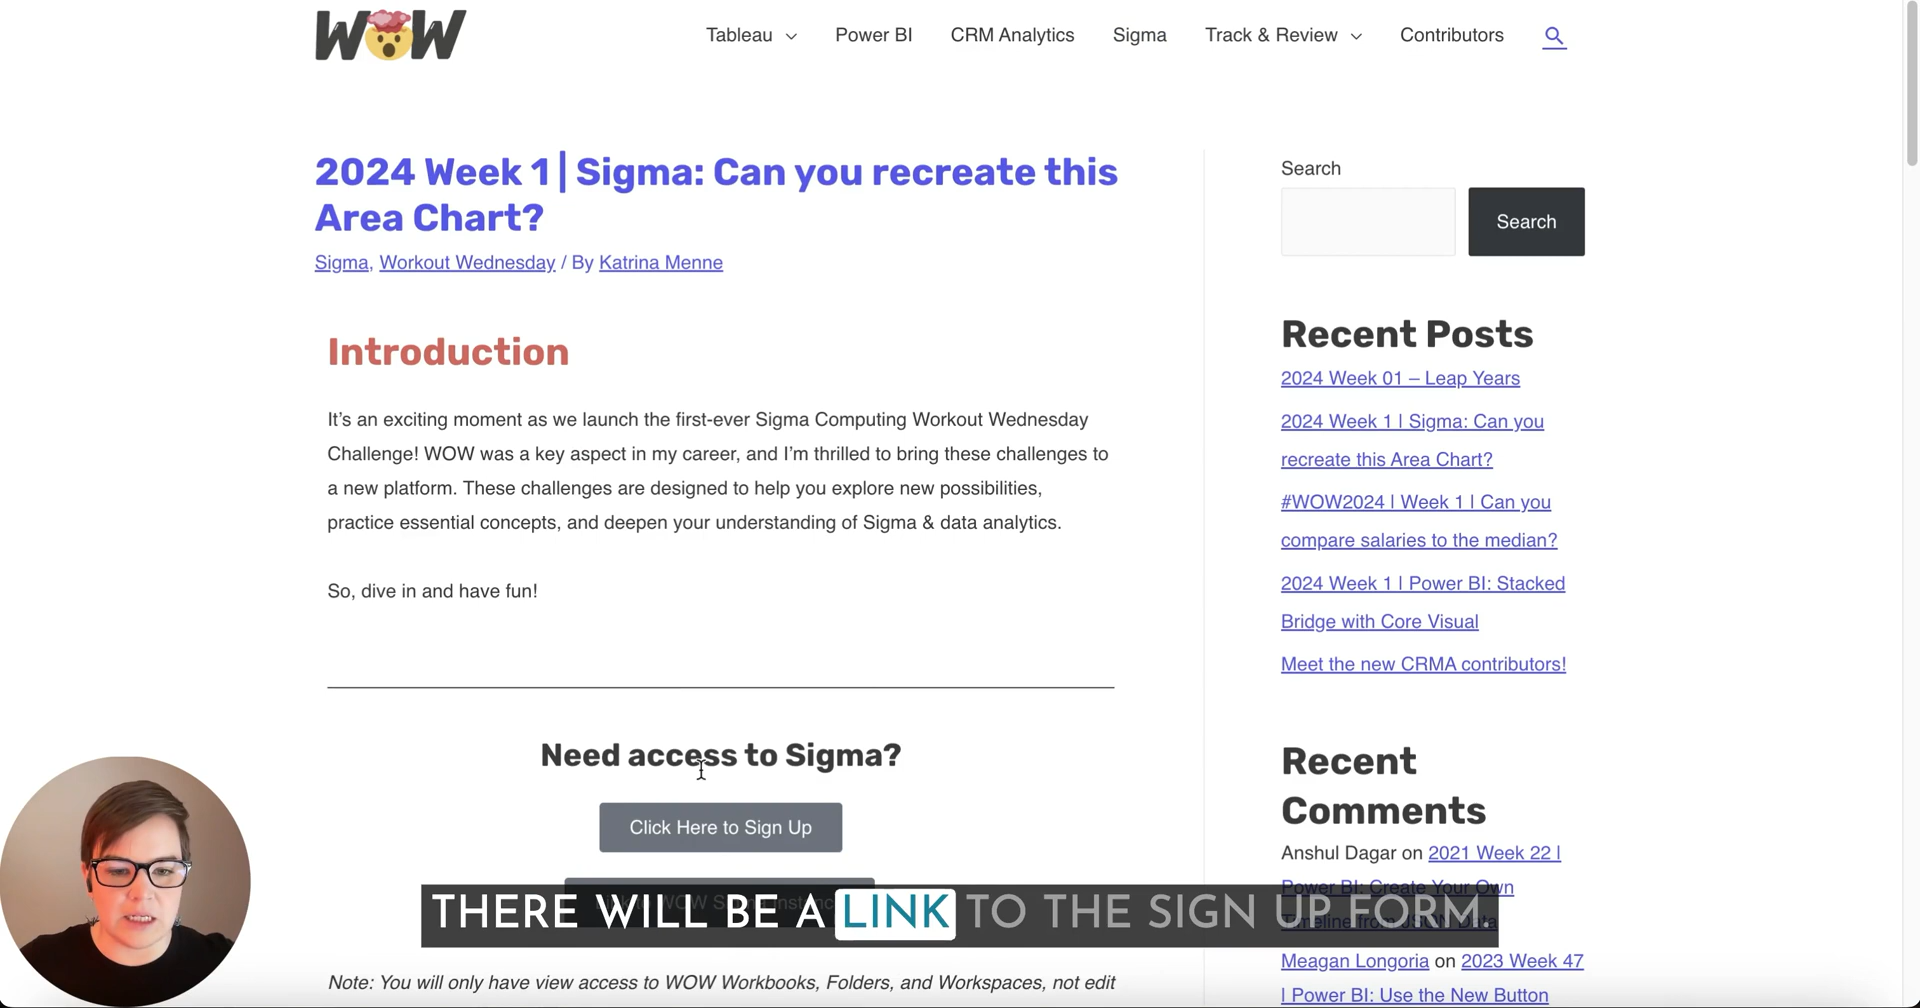 WOW
Tableau
Power BI
CRM Analytics
Sigma
Track & Review
Contributors
2024 Week 1 | Sigma: Can you recreate this
Area Chart?
Sigma, Workout Wednesday / By Katrina Menne
Introduction
It's an exciting moment as we launch the first-ever Sigma Computing Workout Wednesday
Challenge! WOW was a key aspect in my career, and I'm thrilled to bring these challenges to
a new platform. These challenges are designed to help you explore new possibilities,
practice essential concepts, and deepen your understanding of Sigma & data analytics.
So, dive in and have fun!
Need access to Sigma?
Click Here to Sign Up
THERE WILL BE A LINK TO THE SIGN UP FORM.
Note: You will only have view access to WOW Workbooks, Folders, and Workspaces, not edit
Search
Search
Recent Posts
2024 Week 01 – Leap Years
2024 Week 1 | Sigma: Can you
recreate this Area Chart?
#WOW2024 | Week 1 | Can you
compare salaries to the median?
2024 Week 1 | Power BI: Stacked
Bridge with Core Visual
Meet the new CRMA contributors!
Recent
Comments
Anshul Dagar on 2021 Week 22 |
Power BI: Create Your Own
Timeline from JSON Data
Meagan Longoria on 2023 Week 47
| Power BI: Use the New Button